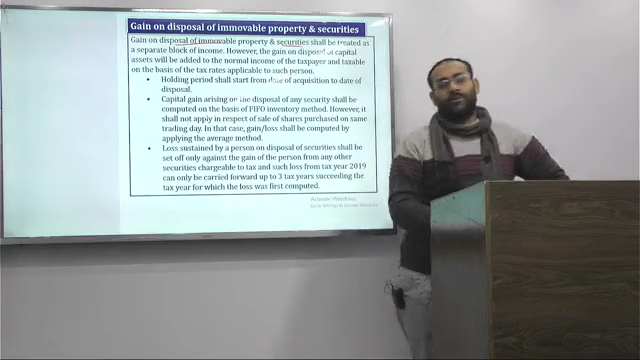 Gain on disposal of immovable property & securities
Gain on disposal of immovable property & securities shall be treated as
a separate block of income. However, the gain on disposal of capital
assets will be added to the normal income of the taxpayer and taxable
on the basis of the tax rates applicable to such person.
• Holding period shall start from date of acquisition to date of
disposal.
• Capital gain arising on the disposal of any security shall be
computed on the basis of FIFO inventory method. However, it
shall not apply in respect of sale of shares purchased on same
trading day. In that case, gain/loss shall be computed by
applying the average method.
• Loss sustained by a person on disposal of securities shall be
set off only against the gain of the person from any other
securities chargeable to tax and such loss from tax year 2019
can only be carried forward up to 3 tax years succeeding the
tax year for which the loss was first computed.
Activate Windows
Go to Settings to activate Windows.